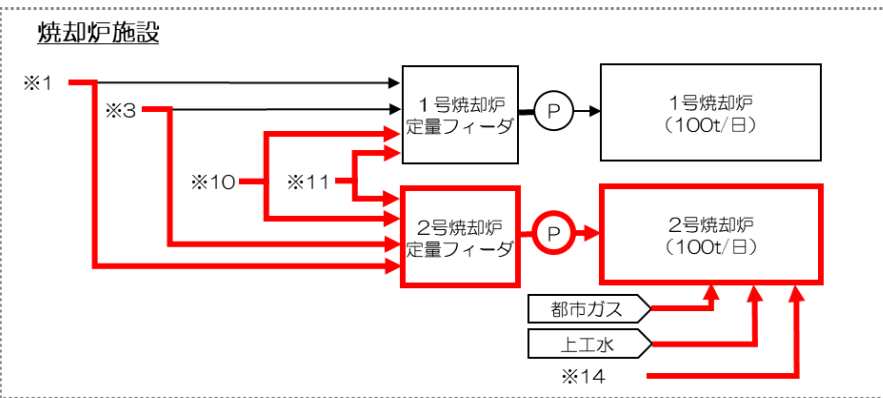 焼却炉施設
※1
※3
※10
※11
1号焼却炉
定量フィーダ
P
1号焼却炉
(100t/日)
2号焼却炉
定量フィーダ
P
2号焼却炉
(100t/日)
都市ガス
上工水
※14